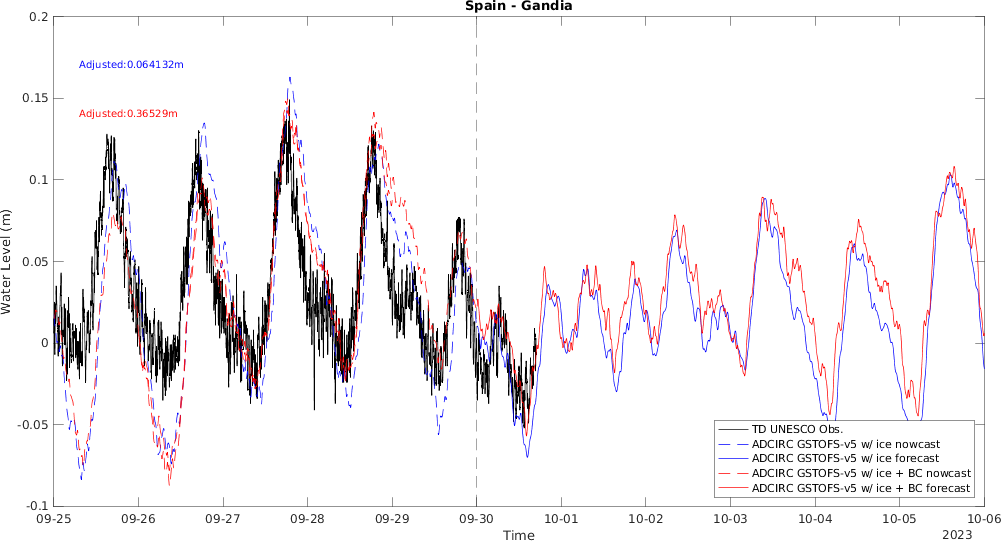 Spain - Gandia
Adjusted:0.064132m
Adjusted:0.36529m
Water Level (m)
0.2
0.15
0.1
0.05
0
-0.05
-0.1
09-25
09-26
09-27
09-28
09-29
09-30
10-01
10-02
10-03
10-04
10-05
10-06
Time
2023
TD UNESCO Obs.
ADCIRC GSTOFS-v5 w/ ice nowcast
ADCIRC GSTOFS-v5 w/ ice forecast
ADCIRC GSTOFS-v5 w/ ice + BC nowcast
ADCIRC GSTOFS-v5 w/ ice + BC forecast